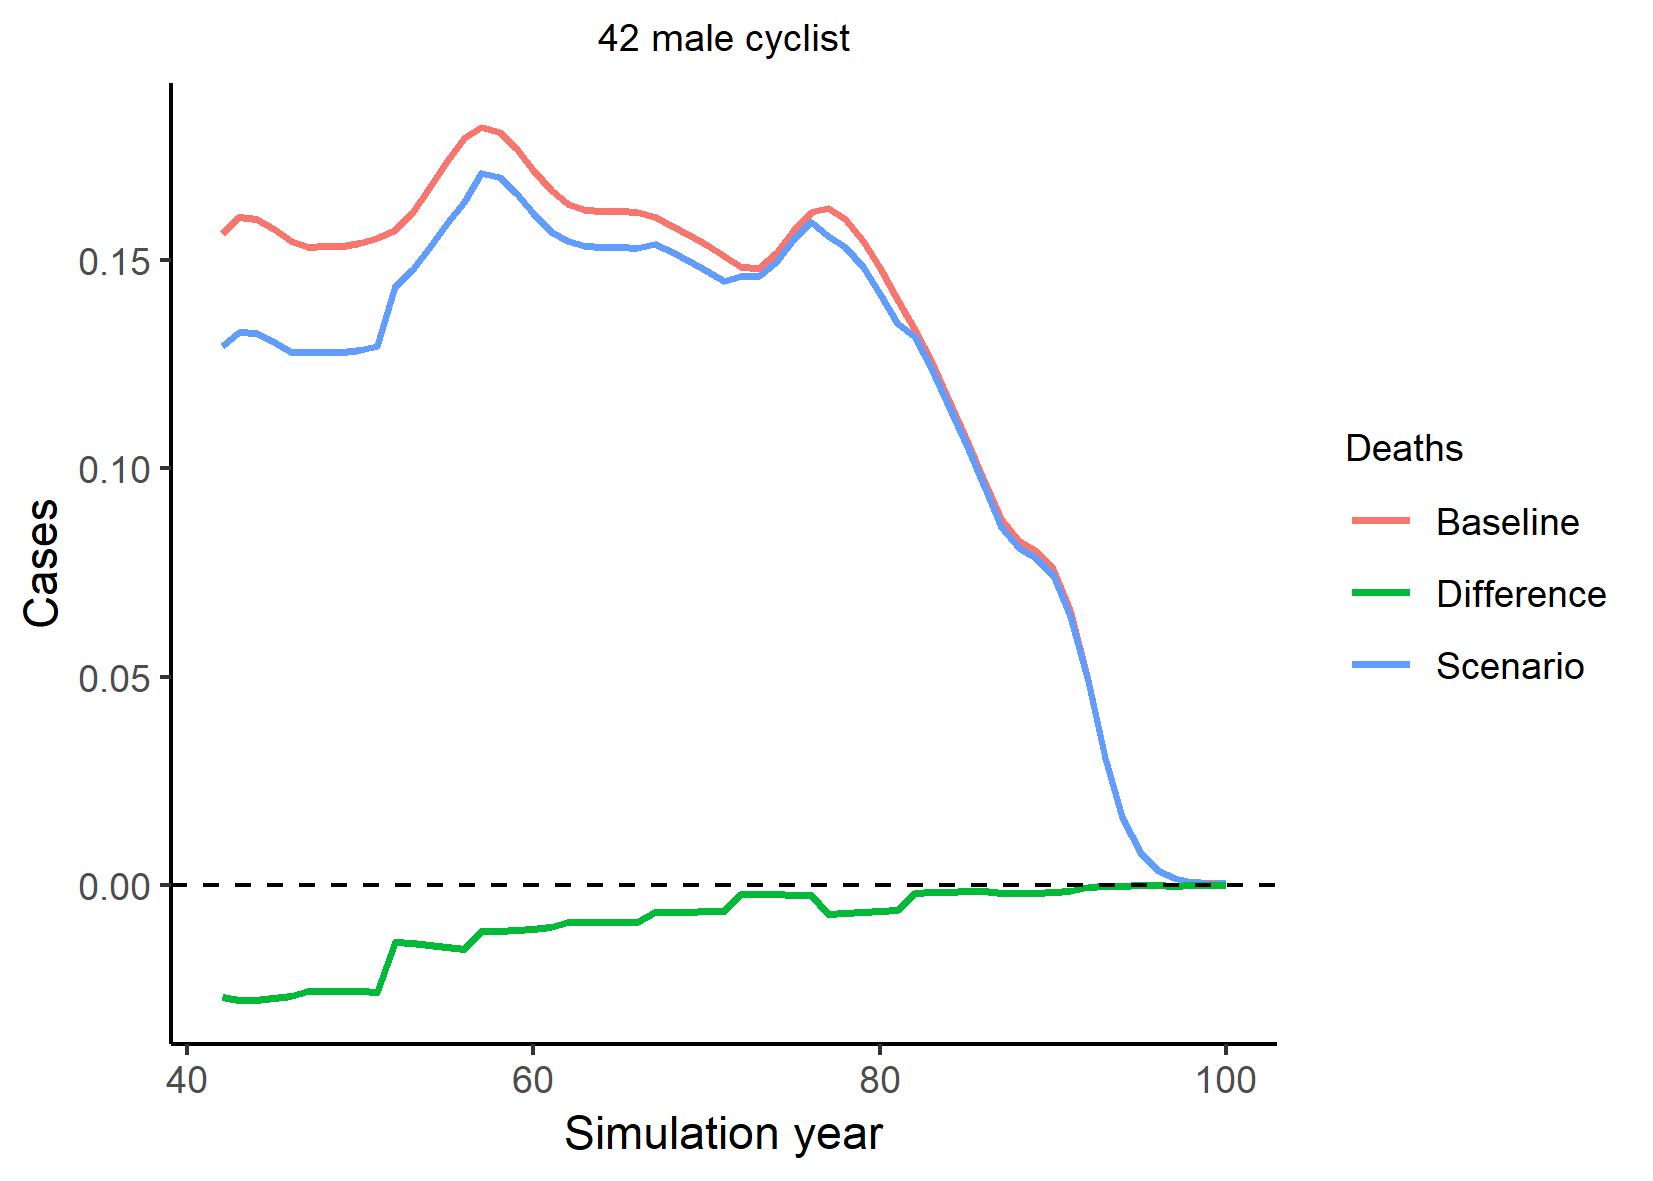 42 male cyclist
Cases
0.15
0.10
0.05
0.00
40 60 80 100
Simulation year
Deaths
Baseline
Difference
Scenario